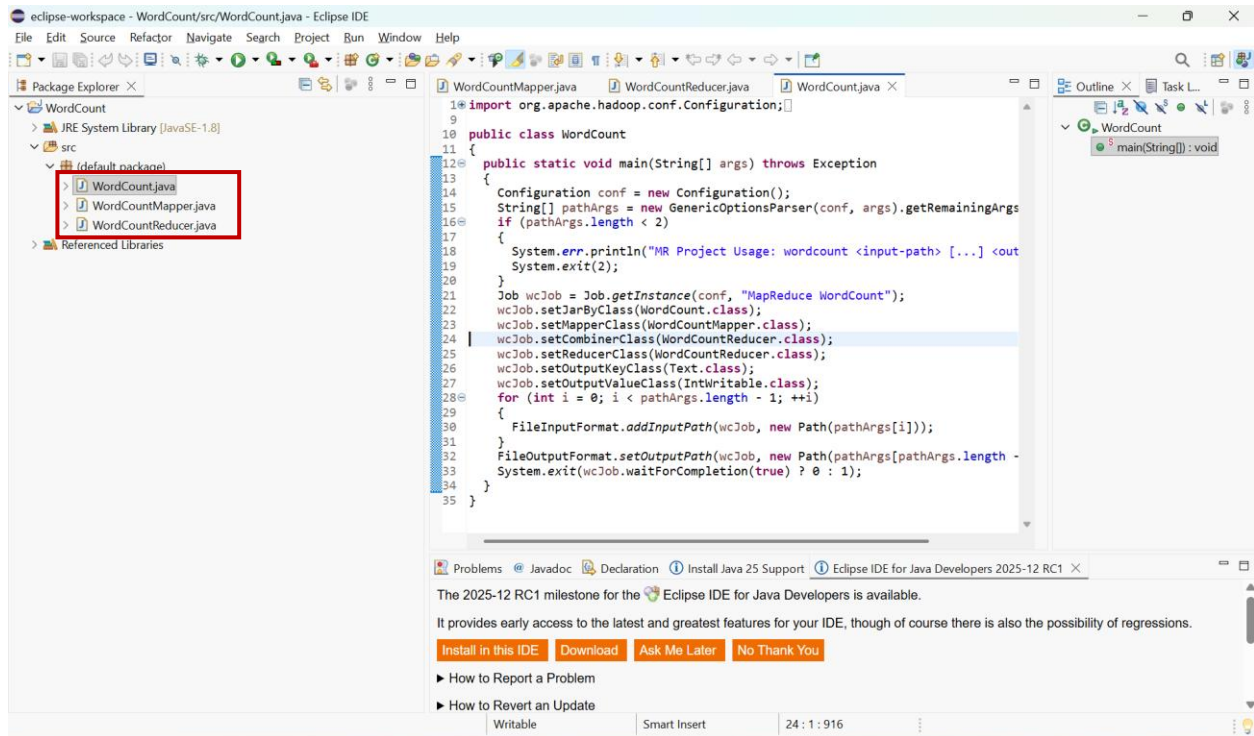 eclipse-workspace - WordCount/src/WordCount.java - Eclipse IDE
File Edit Source Refactor Navigate Search Project Run Window Help
Package Explorer
WordCount
JRE System Library [JavaSE-1.8]
src
(default package)
WordCount.java
WordCountMapper.java
WordCountReducer.java
Referenced Libraries
WordCountMapper.java WordCountReducer.java WordCount.java
1 import org.apache.hadoop.conf.Configuration;
9
10 public class WordCount
11 {
12 public static void main(String[] args) throws Exception
13 {
14 Configuration conf = new Configuration();
15 String[] pathArgs = new GenericOptionsParser(conf, args).getRemainingArgs
16 if (pathArgs.length < 2)
17 {
18 System.err.println("MR Project Usage: wordcount <input-path> [...] <out
19 System.exit(2);
20 }
21 Job wcJob = Job.getInstance(conf, "MapReduce WordCount");
22 wcJob.setJarByClass(WordCount.class);
23 wcJob.setMapperClass(WordCountMapper.class);
24 wcJob.setCombinerClass(WordCountReducer.class);
25 wcJob.setReducerClass(WordCountReducer.class);
26 wcJob.setOutputKeyClass(Text.class);
27 wcJob.setOutputValueClass(IntWritable.class);
28 for (int i = 0; i < pathArgs.length - 1; ++i)
29 {
30 FileInputFormat.addInputPath(wcJob, new Path(pathArgs[i]));
31 }
32 FileOutputFormat.setOutputPath(wcJob, new Path(pathArgs[pathArgs.length -
33 System.exit(wcJob.waitForCompletion(true) ? 0 : 1);
34 }
35 }
Outline Task L...
WordCount
main(String[]) : void
Problems Javadoc Declaration Install Java 25 Support Eclipse IDE for Java Developers 2025-12 RC1
The 2025-12 RC1 milestone for the Eclipse IDE for Java Developers is available.
It provides early access to the latest and greatest features for your IDE, though of course there is also the possibility of regressions.
Install in this IDE Download Ask Me Later No Thank You
How to Report a Problem
How to Revert an Update
Writable Smart Insert 24 : 1 : 916